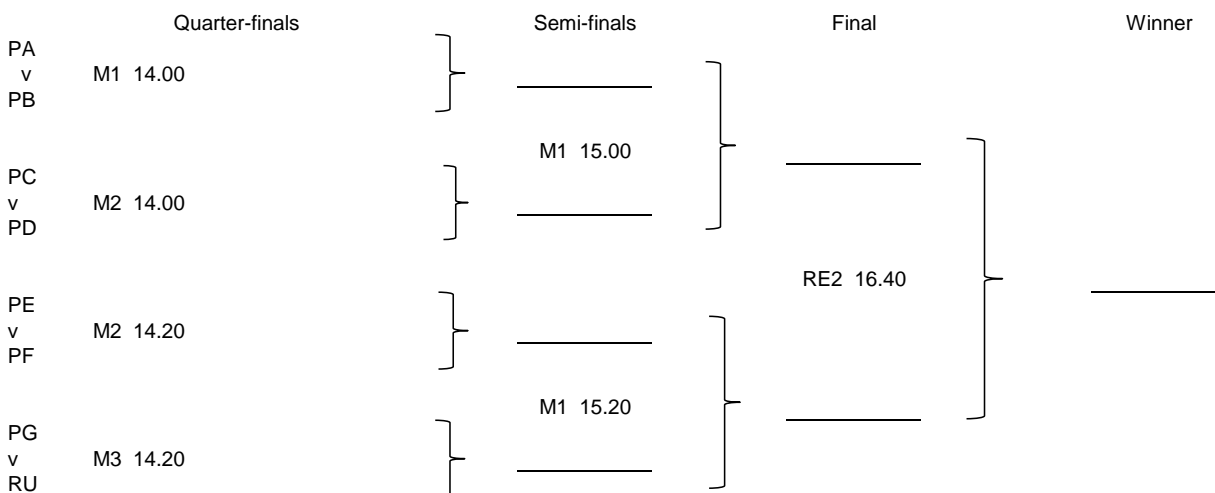 Quarter-finals Semi-finals Final Winner
PA
v M1 14.00
PB
M1 15.00
PC
v M2 14.00
PD
RE2 16.40
PE
v M2 14.20
PF
M1 15.20
PG
v M3 14.20
RU